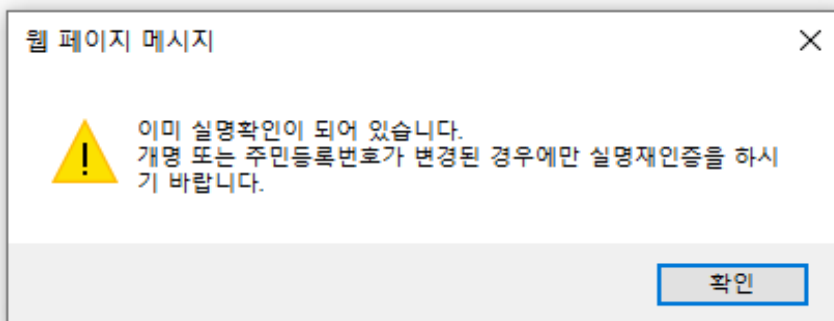 웹 페이지 메시지
이미 실명확인이 되어 있습니다.
개명 또는 주민등록번호가 변경된 경우에만 실명재인증을 하시
기 바랍니다.
확인